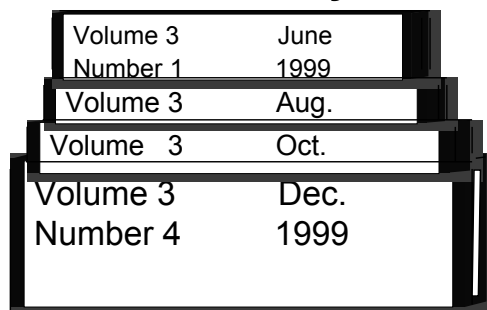 Volume 3 June
Number 1 1999
Volume 3 Aug.
Volume 3 Oct.
Volume 3 Dec.
Number 4 1999